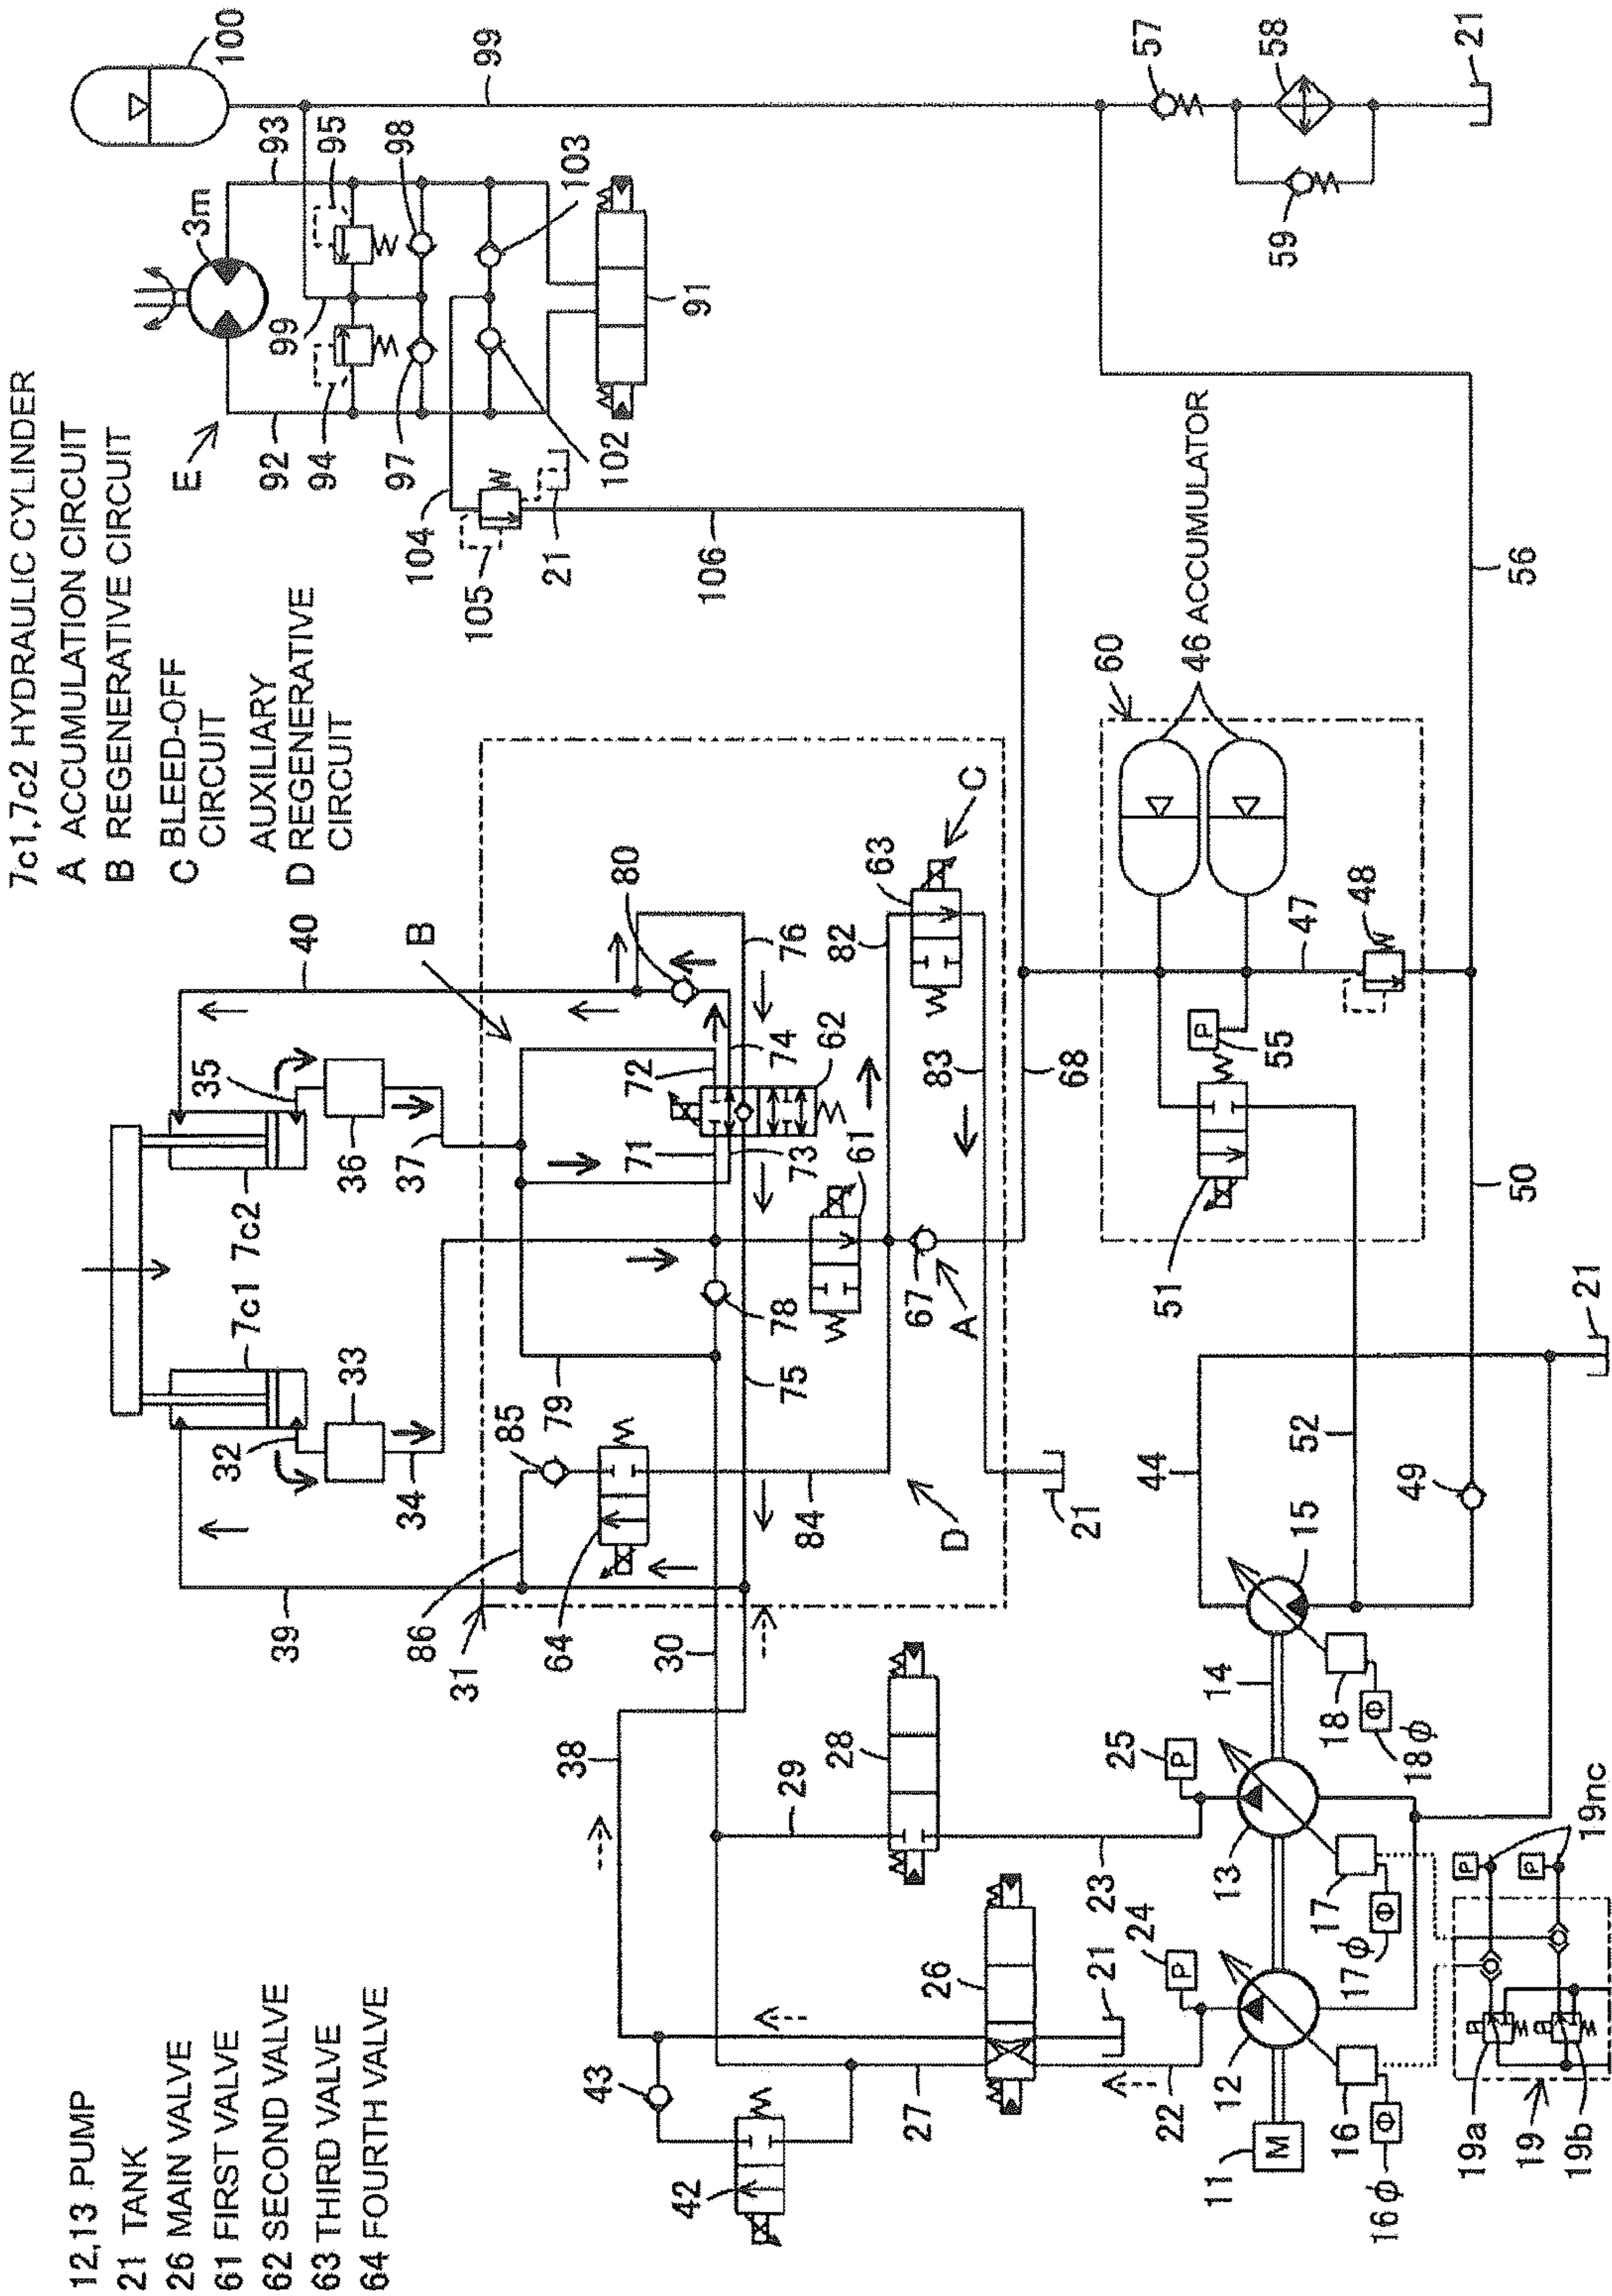 7c1,7c2 HYDRAULIC CYLINDER
A ACCUMULATION CIRCUIT
B REGENERATIVE CIRCUIT
C BLEED-OFF
CIRCUIT
AUXILIARY
D REGENERATIVE
CIRCUIT
12,13 PUMP
21 TANK
26 MAIN VALVE
61 FIRST VALVE
62 SECOND VALVE
63 THIRD VALVE
64 FOURTH VALVE
100
99
93
95
98
103
3m
99
E
92
94
97
102
91
104
105
21
106
57
58
59
21
56
40
35
36
37
7c2
7c1
32
33
34
39
B
80
76
74
72
62
71
73
61
78
79
75
85
86
64
84
31
30
38
63
C
82
83
68
67
A
D
21
60
46 ACCUMULATOR
P
55
47
48
51
50
52
44
49
21
15
14
18
18ϕ
Φ
29
28
25
P
23
13
17
17ϕ
Φ
19nc
P
P
43
42
27
26
21
24
P
22
12
11
M
16
16ϕ
Φ
19a
19
19b